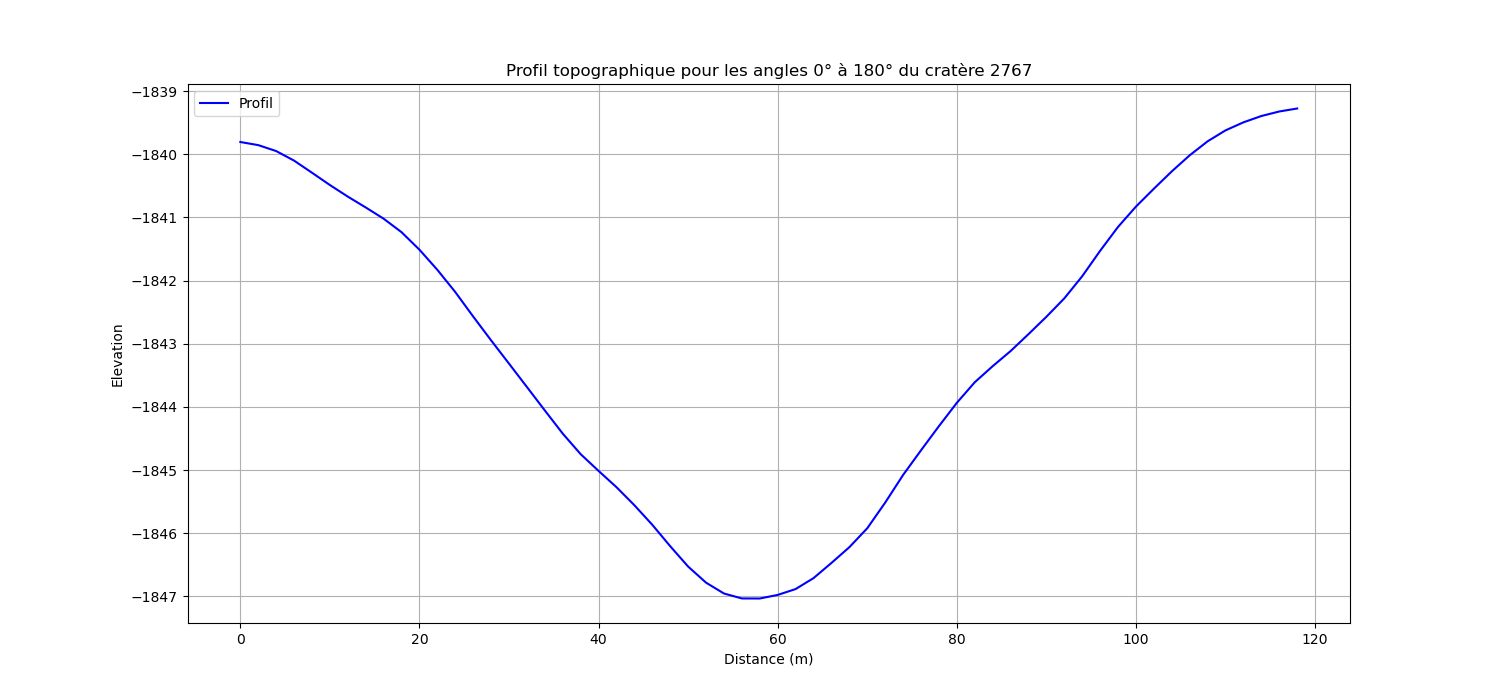 Profil topographique pour les angles 0° à 180° du cratère 2767
Profil
−1839
−1840
−1841
−1842
−1843
−1844
−1845
−1846
−1847
Elevation
0 20 40 60 80 100 120
Distance (m)